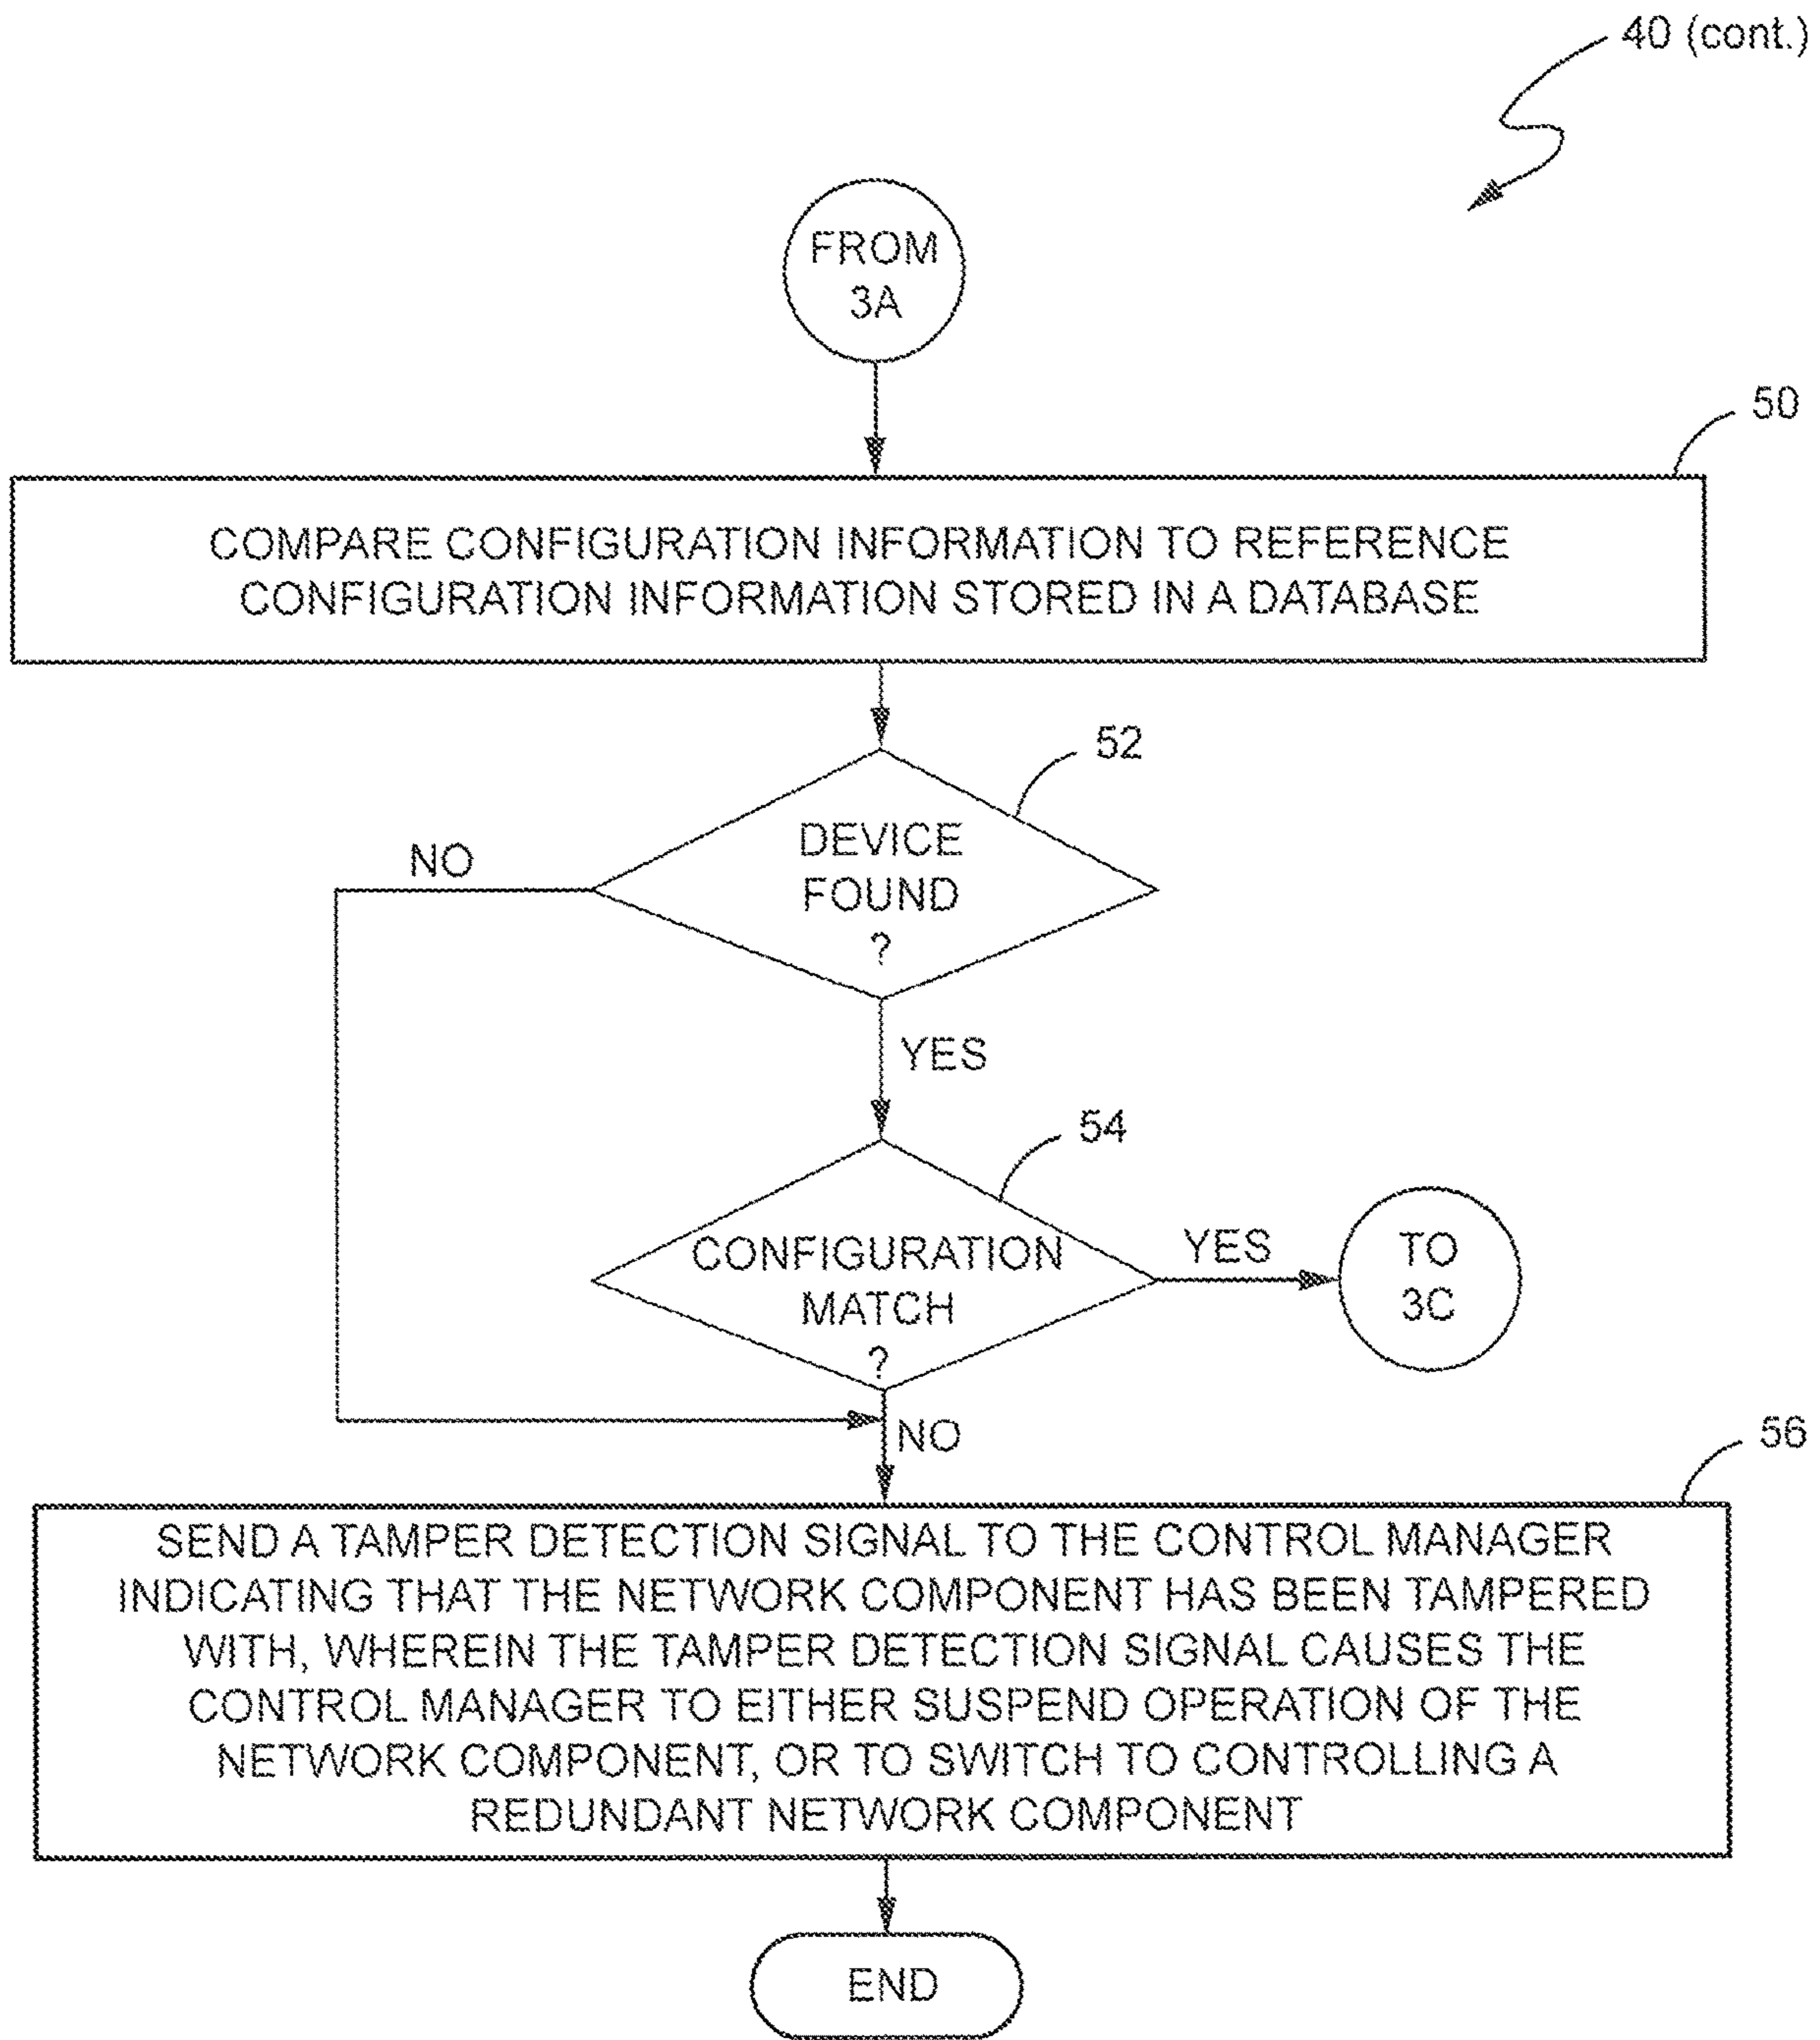 40 (cont.)
FROM
3A
50
COMPARE CONFIGURATION INFORMATION TO REFERENCE
CONFIGURATION INFORMATION STORED IN A DATABASE
52
DEVICE
FOUND
?
NO
YES
54
CONFIGURATION
MATCH
?
YES
TO
3C
NO
56
SEND A TAMPER DETECTION SIGNAL TO THE CONTROL MANAGER
INDICATING THAT THE NETWORK COMPONENT HAS BEEN TAMPERED
WITH, WHEREIN THE TAMPER DETECTION SIGNAL CAUSES THE
CONTROL MANAGER TO EITHER SUSPEND OPERATION OF THE
NETWORK COMPONENT, OR TO SWITCH TO CONTROLLING A
REDUNDANT NETWORK COMPONENT
END